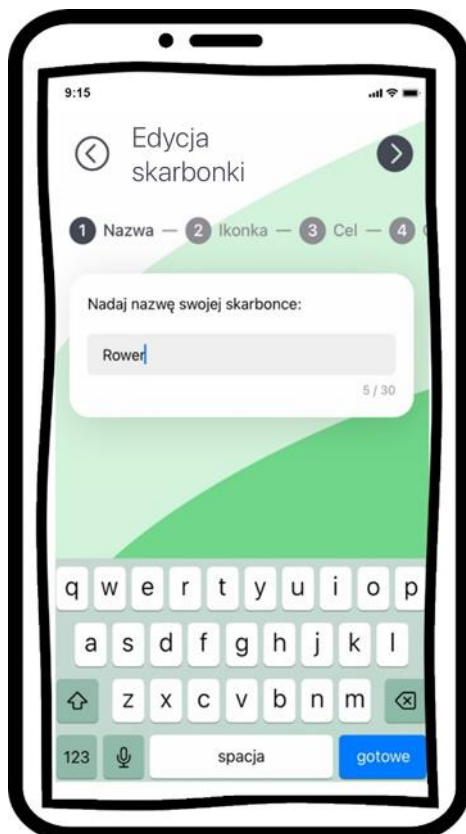 9:15
Edycja
skarbonki
1 Nazwa — 2 Ikonka — 3 Cel — 4
Nadaj nazwę swojej skarbonce:
Rower
5 / 30
q w e r t y u i o p
a s d f g h j k l
z x c v b n m
123 spacja gotowe